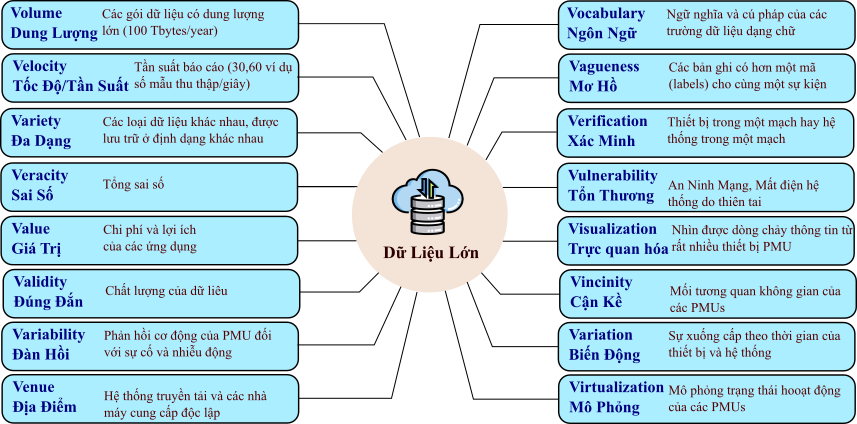 Volume
Dung Lượng
Các gói dữ liệu có dung lượng
lớn (100 Tbytes/year)
Velocity
Tốc Độ/Tần Suất
Tần suất báo cáo (30,60 ví dụ
số mẫu thu thập/giây)
Variety
Đa Dạng
Các loại dữ liệu khác nhau, được
lưu trữ ở định dạng khác nhau
Veracity
Sai Số
Tổng sai số
Value
Giá Trị
Chi phí và lợi ích
của các ứng dụng
Validity
Đúng Đắn
Chất lượng của dữ liêu
Variability
Đàn Hồi
Phản hồi cơ động của PMU đối
với sự cố và nhiễu động
Venue
Địa Điểm
Hệ thống truyền tải và các nhà
máy cung cấp độc lập
Dữ Liệu Lớn
Vocabulary
Ngôn Ngữ
Ngữ nghĩa và cú pháp của các
trường dữ liệu dạng chữ
Vagueness
Mơ Hồ
Các bản ghi có hơn một mã
(labels) cho cùng một sự kiện
Verification
Xác Minh
Thiết bị trong một mạch hay hệ
thống trong một mạch
Vulnerability
Tổn Thương
An Ninh Mạng, Mất điện hệ
thống do thiên tai
Visualization
Trực quan hóa
Nhìn được dòng chảy thông tin từ
rất nhiều thiết bị PMU
Vincinity
Cận Kề
Mối tương quan không gian của
các PMUs
Variation
Biến Động
Sự xuống cấp theo thời gian của
thiết bị và hệ thống
Virtualization
Mô Phỏng
Mô phỏng trạng thái hooạt động
của các PMUs